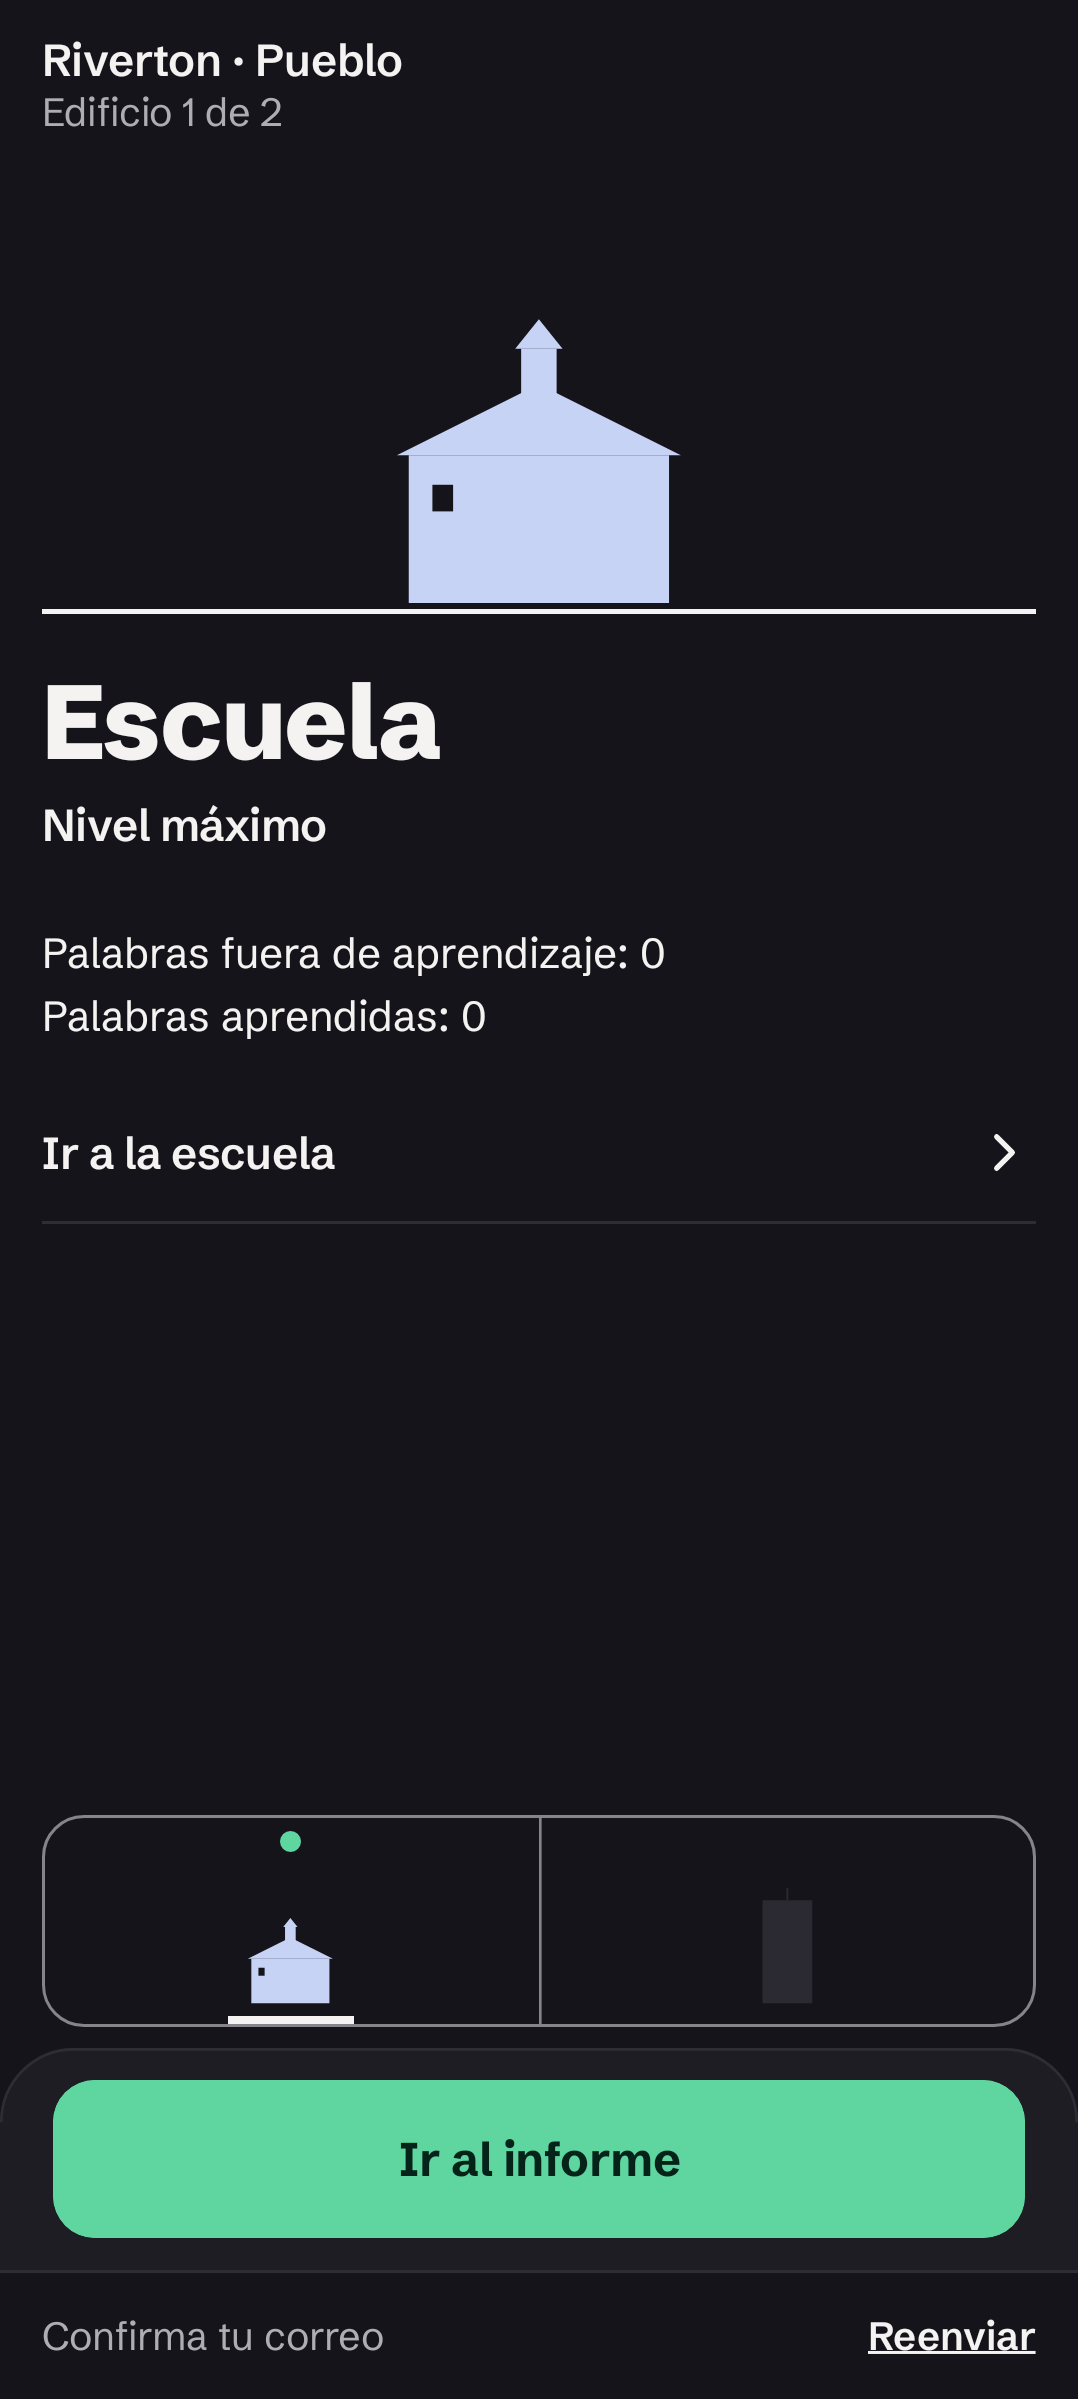 Riverton · Pueblo
Edificio 1 de 2
Escuela
Nivel máximo
Palabras fuera de aprendizaje: 0
Palabras aprendidas: 0
Ir a la escuela
Ir al informe
Confirma tu correo
Reenviar